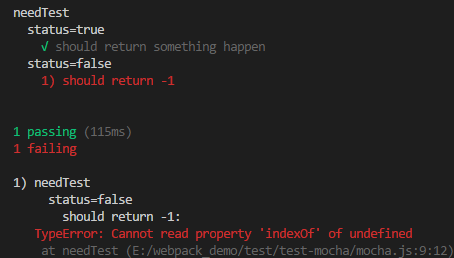 needTest
status=true
√ should return something happen
status=false
1) should return -1
1 passing (115ms)
1 failing
1) needTest
status=false
should return -1:
TypeError: Cannot read property 'indexOf' of undefined
at needTest (E:/webpack_demo/test/test-mocha/mocha.js:9:12)